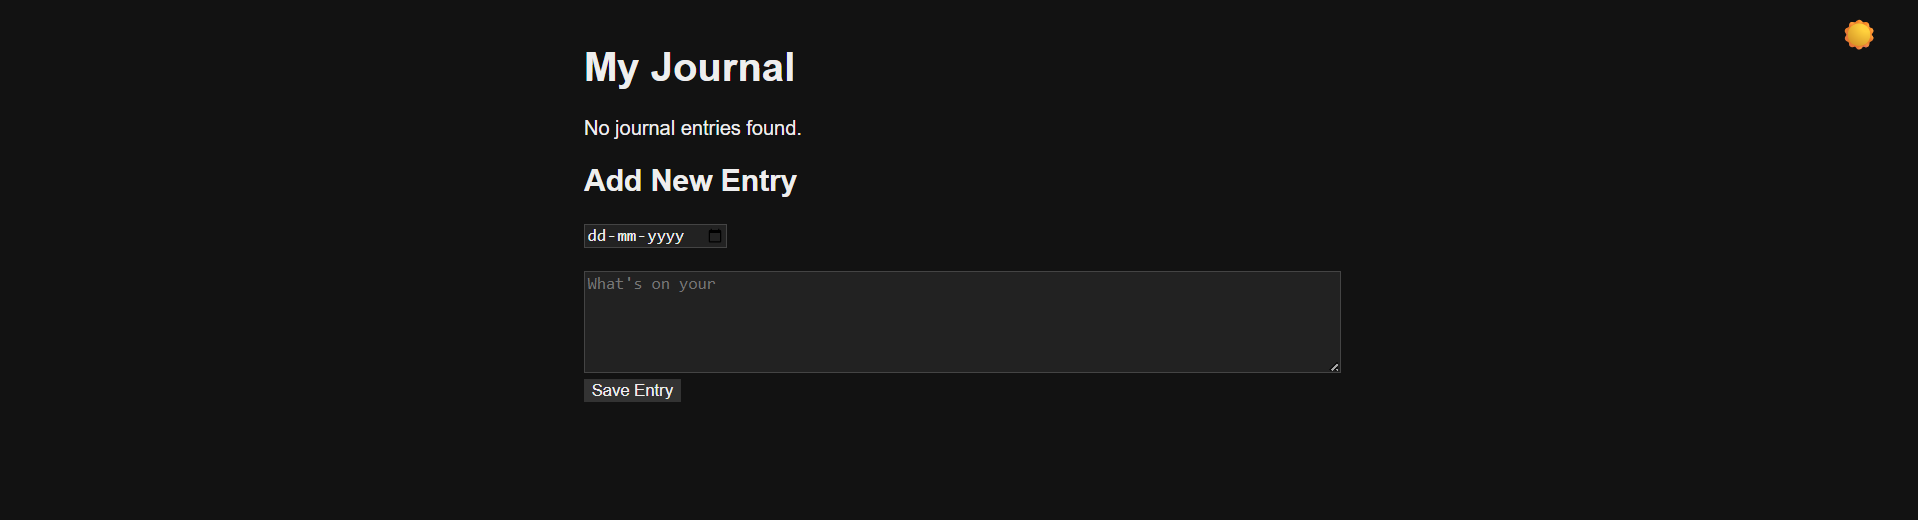 My Journal
No journal entries found.
Add New Entry
dd-mm-yyyy
What's on your
Save Entry